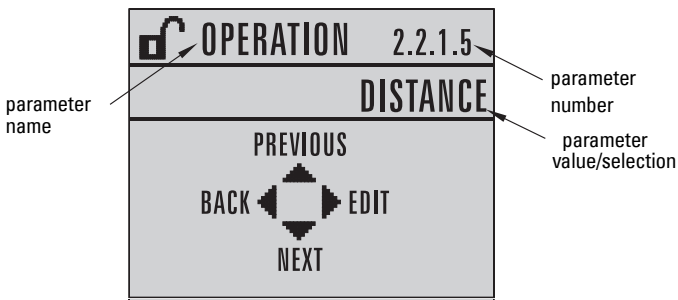 OPERATION 2.2.1.5
parameter
name
parameter
number
DISTANCE
parameter
value/selection
PREVIOUS
BACK EDIT
NEXT